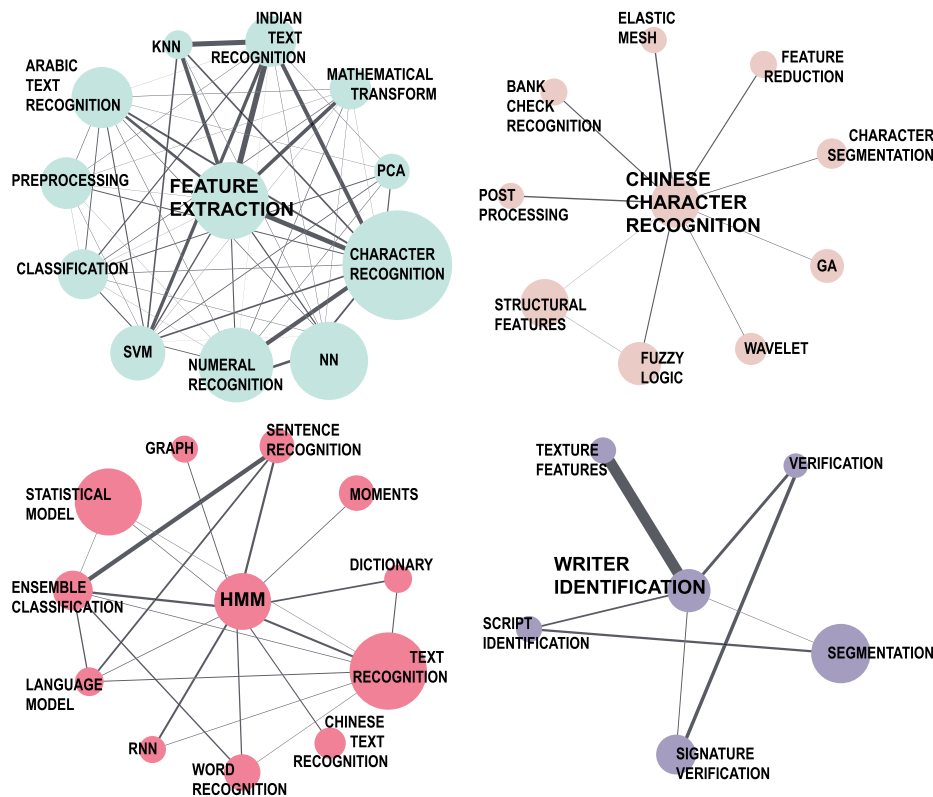 INDIAN
TEXT
RECOGNITION
KNN
ARABIC
TEXT
RECOGNITION
MATHEMATICAL
TRANSFORM
PREPROCESSING
PCA
FEATURE
EXTRACTION
CHARACTER
RECOGNITION
CLASSIFICATION
SVM
NUMERAL
RECOGNITION
NN
ELASTIC
MESH
FEATURE
REDUCTION
BANK
CHECK
RECOGNITION
CHARACTER
SEGMENTATION
POST
PROCESSING
CHINESE
CHARACTER
RECOGNITION
GA
STRUCTURAL
FEATURES
FUZZY
LOGIC
WAVELET
SENTENCE
RECOGNITION
GRAPH
STATISTICAL
MODEL
MOMENTS
DICTIONARY
ENSEMBLE
CLASSIFICATION
HMM
TEXT
RECOGNITION
LANGUAGE
MODEL
CHINESE
TEXT
RECOGNITION
RNN
WORD
RECOGNITION
TEXTURE
FEATURES
VERIFICATION
WRITER
IDENTIFICATION
SCRIPT
IDENTIFICATION
SEGMENTATION
SIGNATURE
VERIFICATION